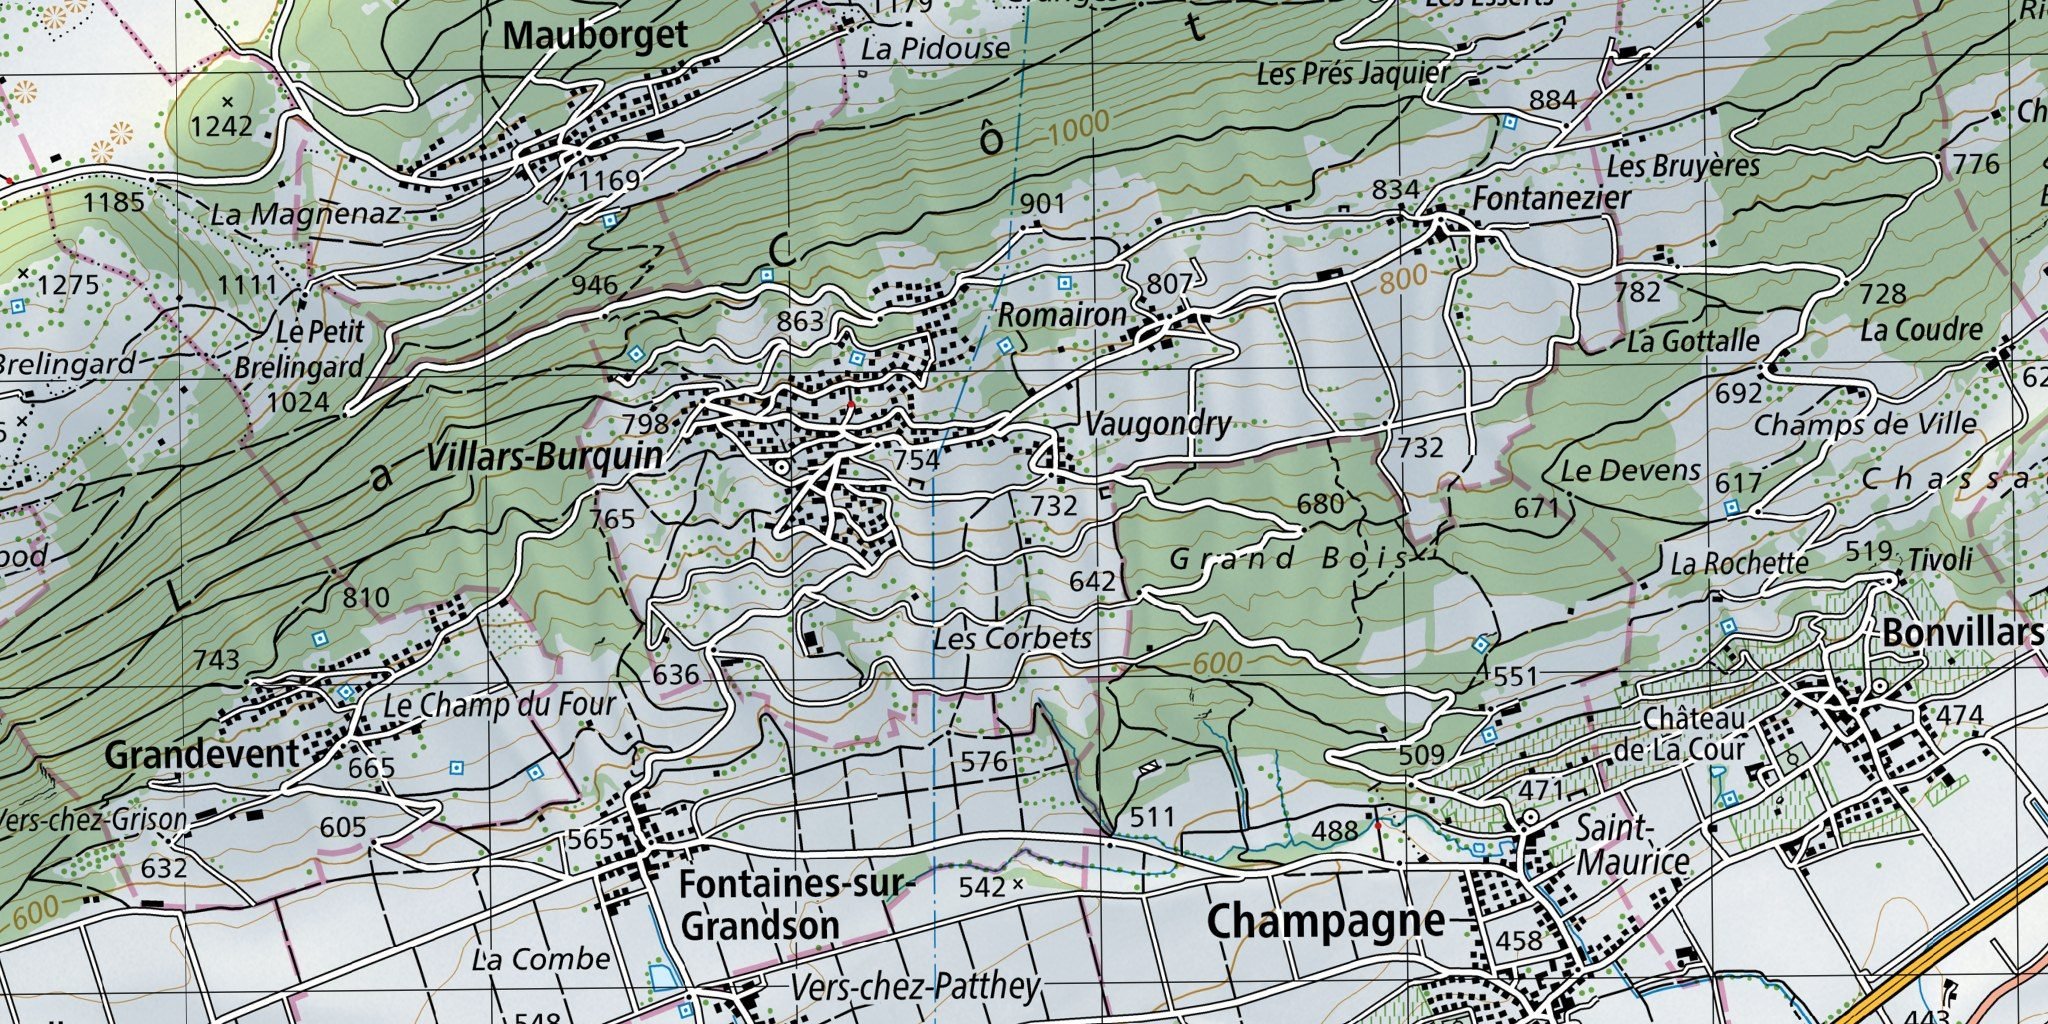 1179
Les Esserts
Mauborget
La Pidouse
t
Les Prés Jaquier
884
1242
1000
Ô
1169
Les Bruyères
776
834
Fontanezier
1185
La Magnenaz
901
C
1275
1111
946
807
800
782
728
Le Petit
Brelingard
863
Romairon
La Gottalle
La Coudre
Brelingard
1024
692
798
Vaugondry
Champs de Ville
Villars-Burquin
754
732
a
Le Devens
617
765
732
680
671
Grand Bois
La Rochette
519
Tivoli
L
810
642
Les Corbets
Bonvillars
743
636
600
551
Le Champ du Four
Château
de La Cour
474
Grandevent
665
576
509
471
Vers-chez-Grison
605
565
511
488
Saint-
Maurice
632
Fontaines-sur-
Grandson
542
600
Champagne
458
La Combe
Vers-chez-Patthey
548
443